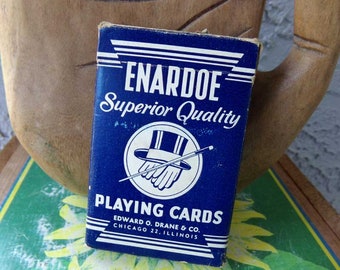 ENARDOE
Superior Quality
PLAYING CARDS
EDWARD O. DRANE & CO.
CHICAGO 22, ILLINOIS